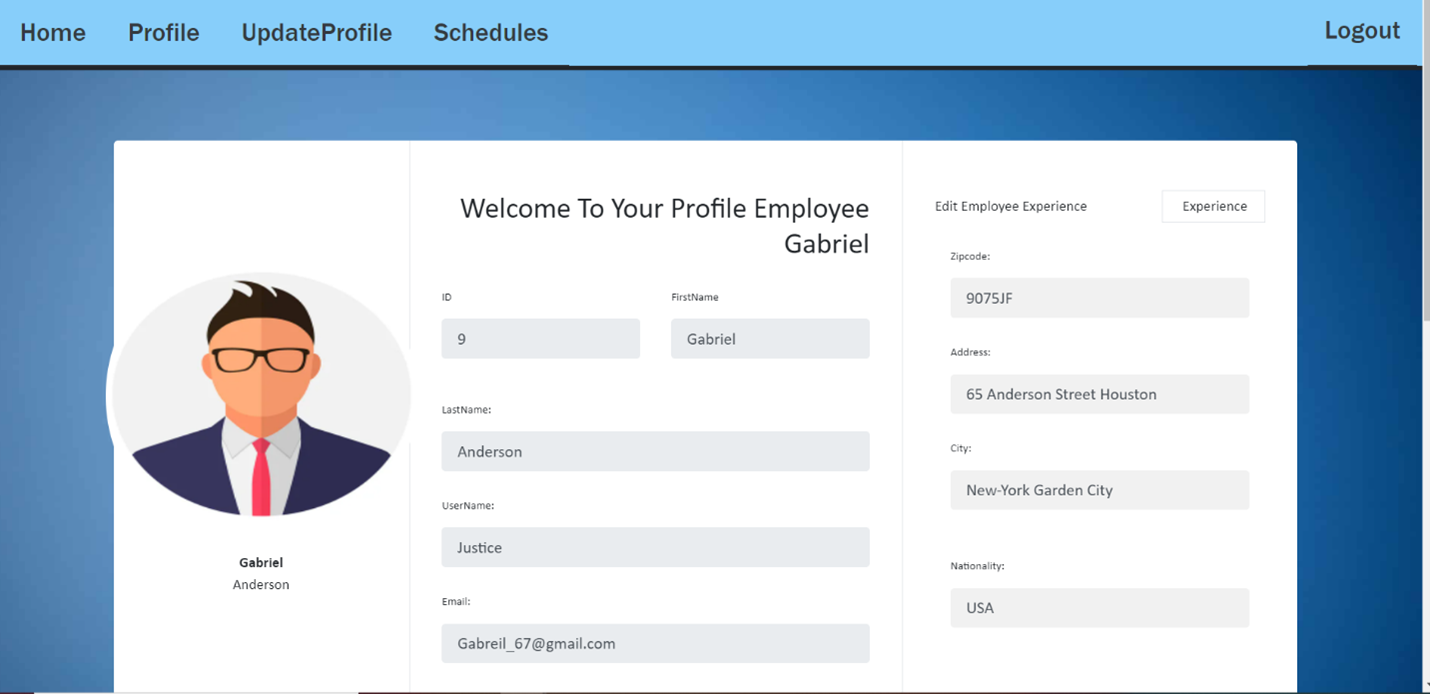 Home Profile UpdateProfile Schedules Logout
Welcome To Your Profile Employee
Gabriel
ID FirstName
9 Gabriel
LastName:
Anderson
UserName:
Justice
Email:
Gabreil_67@gmail.com
Gabriel
Anderson
Edit Employee Experience Experience
Zipcode:
9075JF
Address:
65 Anderson Street Houston
City:
New-York Garden City
Nationality:
USA